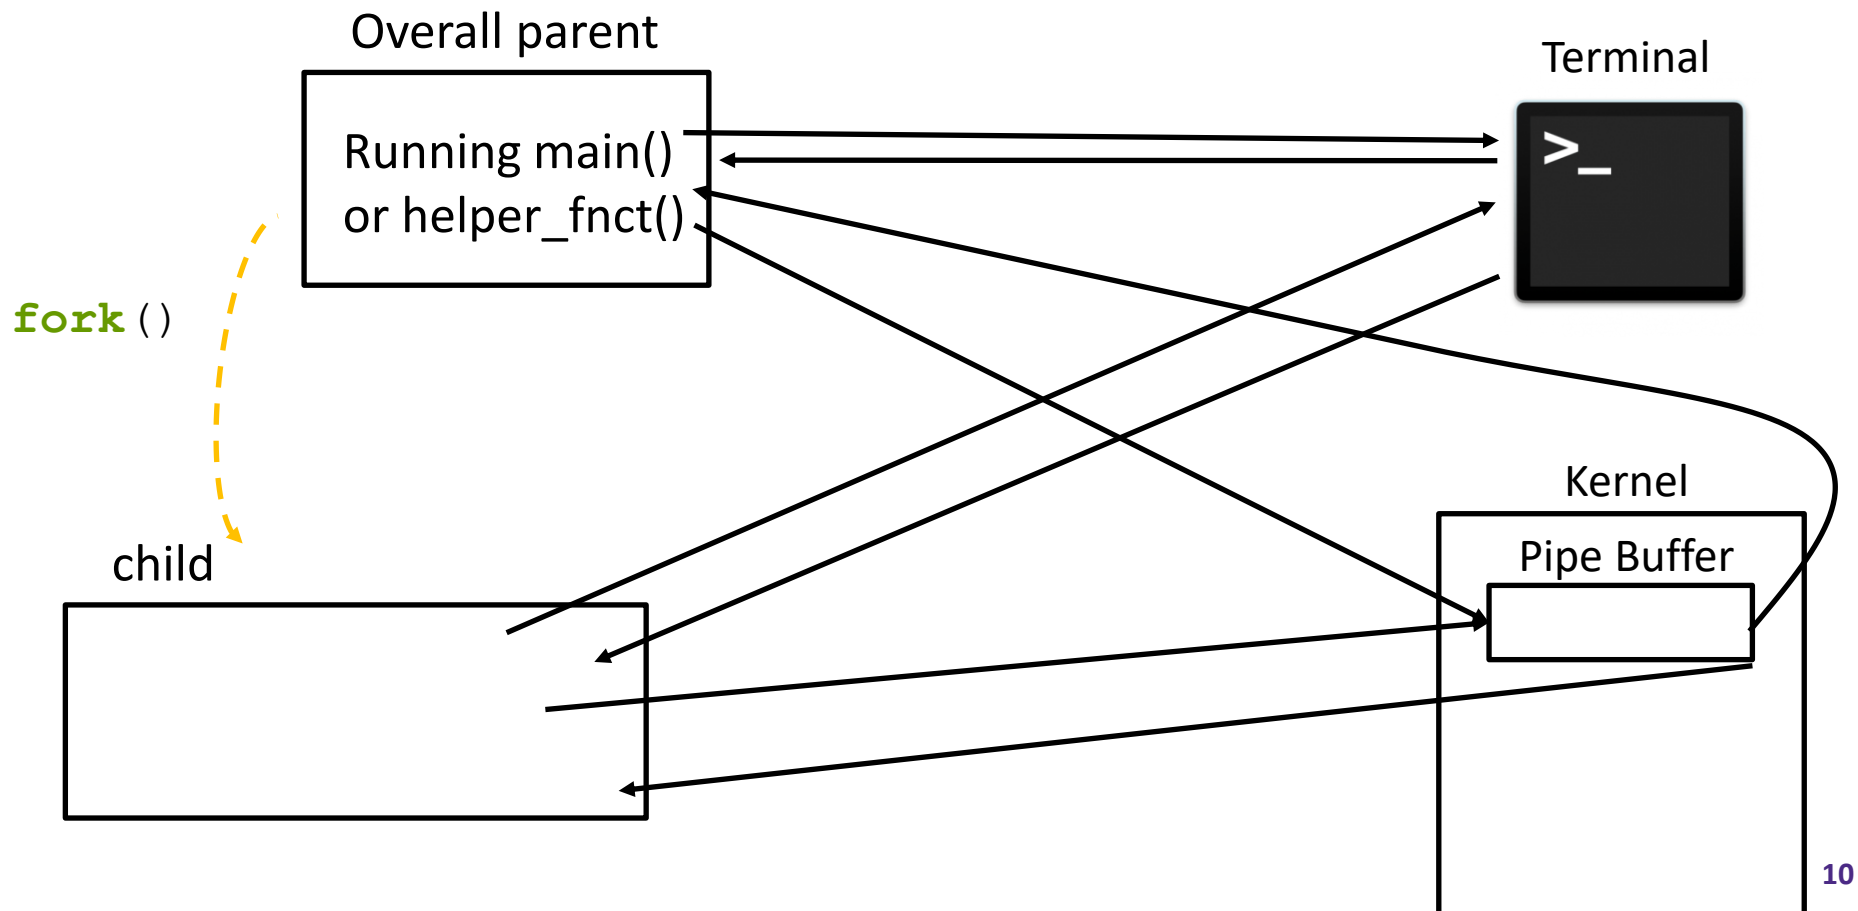 Overall parent
Terminal
>_
Running main()
or helper_fnct()
fork()
Kernel
Pipe Buffer
child
10